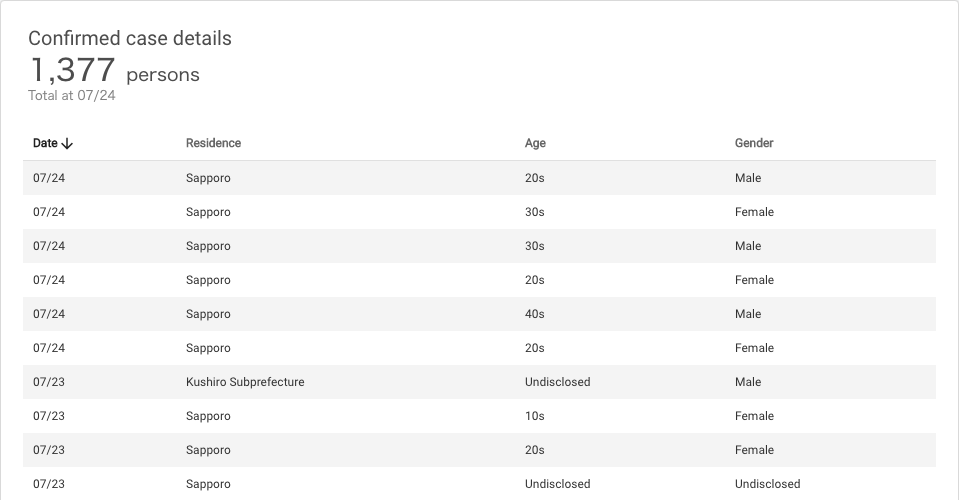 Confirmed case details
1,377 persons
Total at 07/24
Date Residence Age Gender
07/24 Sapporo 20s Male
07/24 Sapporo 30s Female
07/24 Sapporo 30s Male
07/24 Sapporo 20s Female
07/24 Sapporo 40s Male
07/24 Sapporo 20s Female
07/23 Kushiro Subprefecture Undisclosed Male
07/23 Sapporo 10s Female
07/23 Sapporo 20s Female
07/23 Sapporo Undisclosed Undisclosed